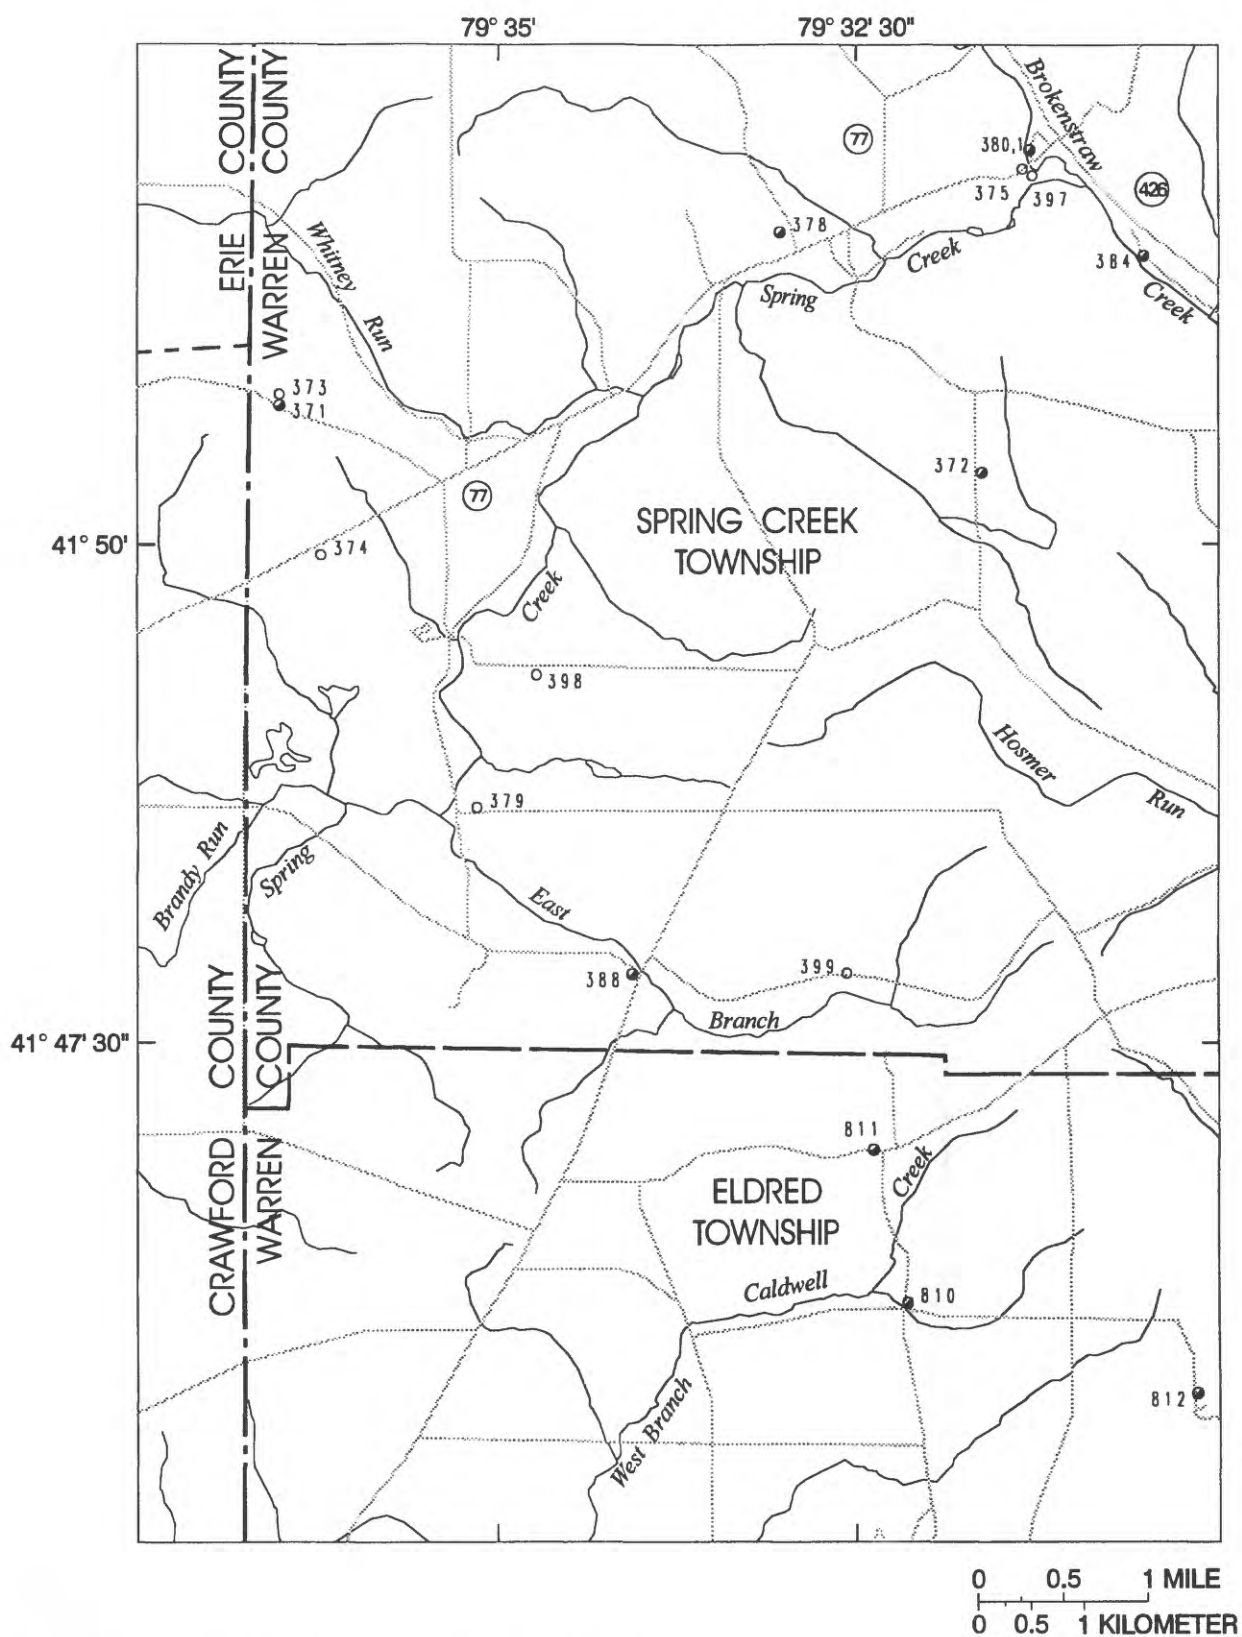 79° 35'
79° 32' 30"
ERIE COUNTY
WARREN COUNTY
Brokenstraw
Creek
77
380,1
375
397
426
378
384
Whitney
Run
Spring
Creek
373
371
372
77
374
41° 50'
SPRING CREEK
TOWNSHIP
Creek
398
Hosmer
Run
379
Brandy Run
Spring
East
Branch
388
399
41° 47' 30"
CRAWFORD COUNTY
WARREN COUNTY
811
Creek
ELDRED
TOWNSHIP
Caldwell
810
West Branch
812
0 0.5 1 MILE
0 0.5 1 KILOMETER